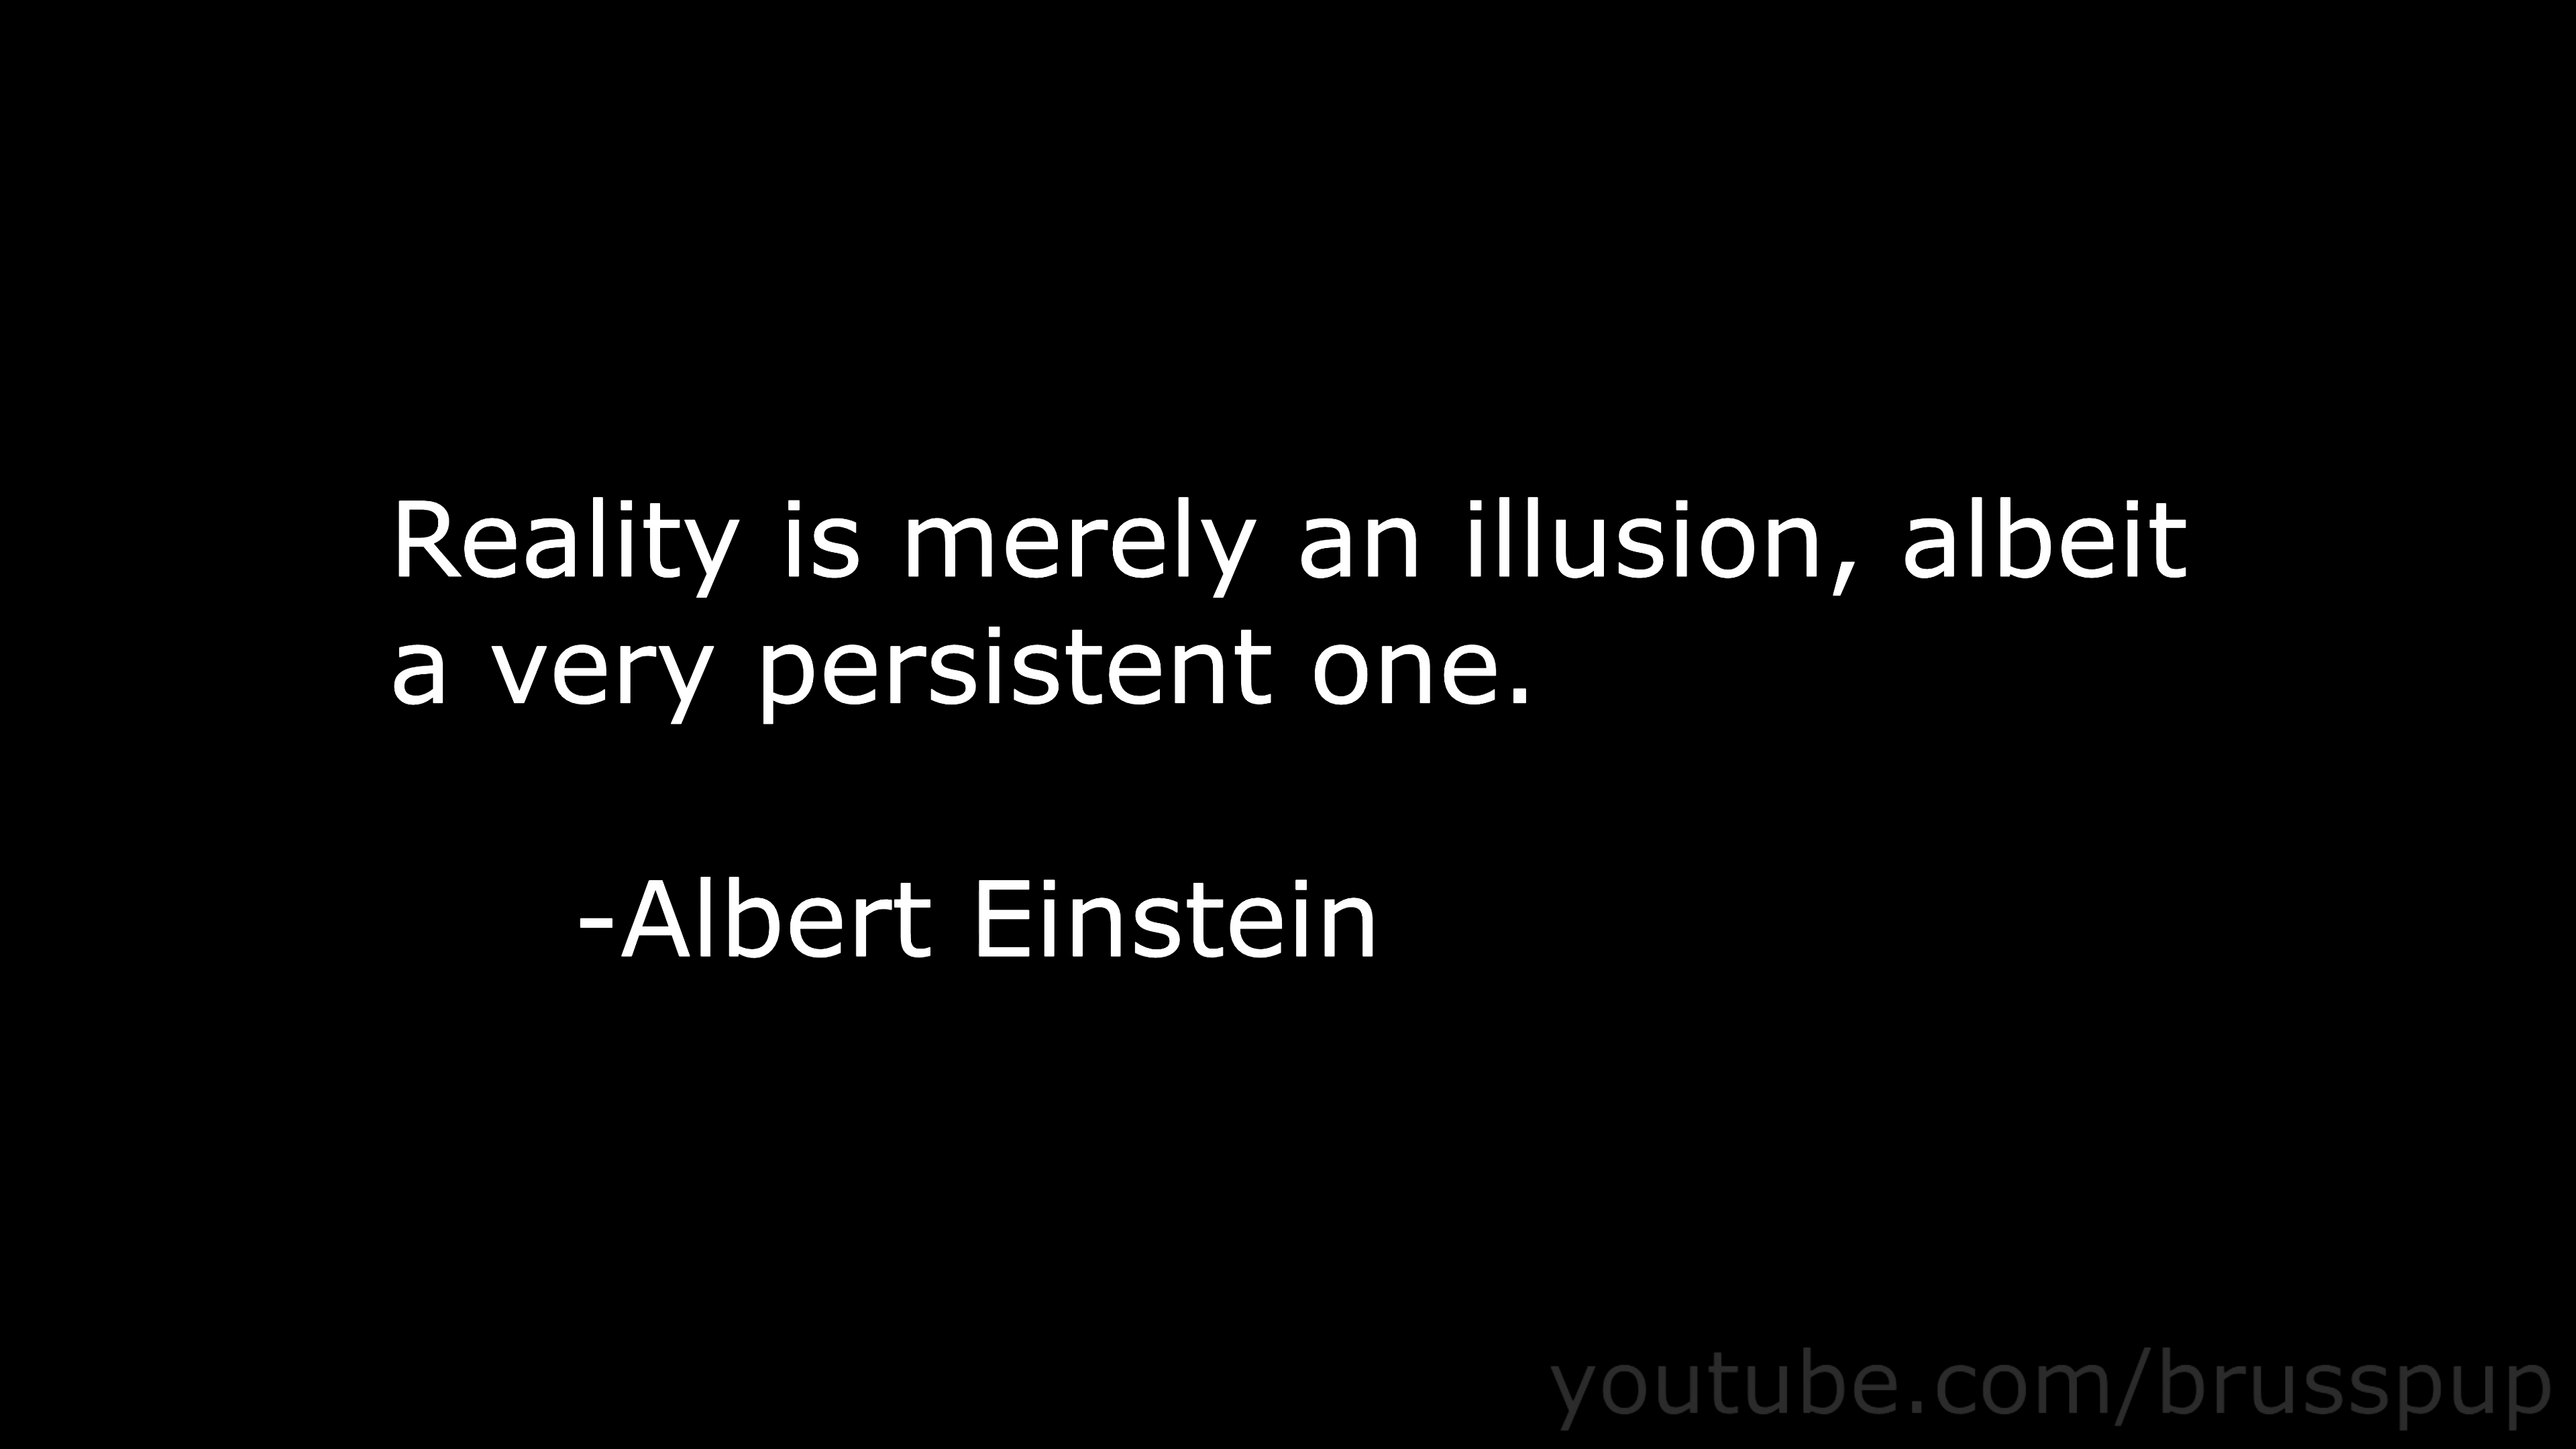 Reality is merely an illusion, albeit
a very persistent one.
-Albert Einstein
youtube.com/brusspup